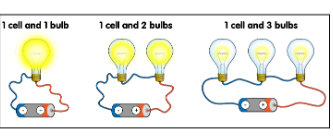 1 cell and 1 bulb
1 cell and 2 bulbs
1 cell and 3 bulbs